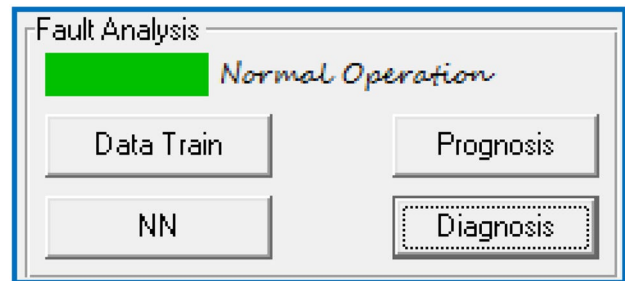 Fault Analysis
Normal Operation
Data Train Prognosis
NN Diagnosis